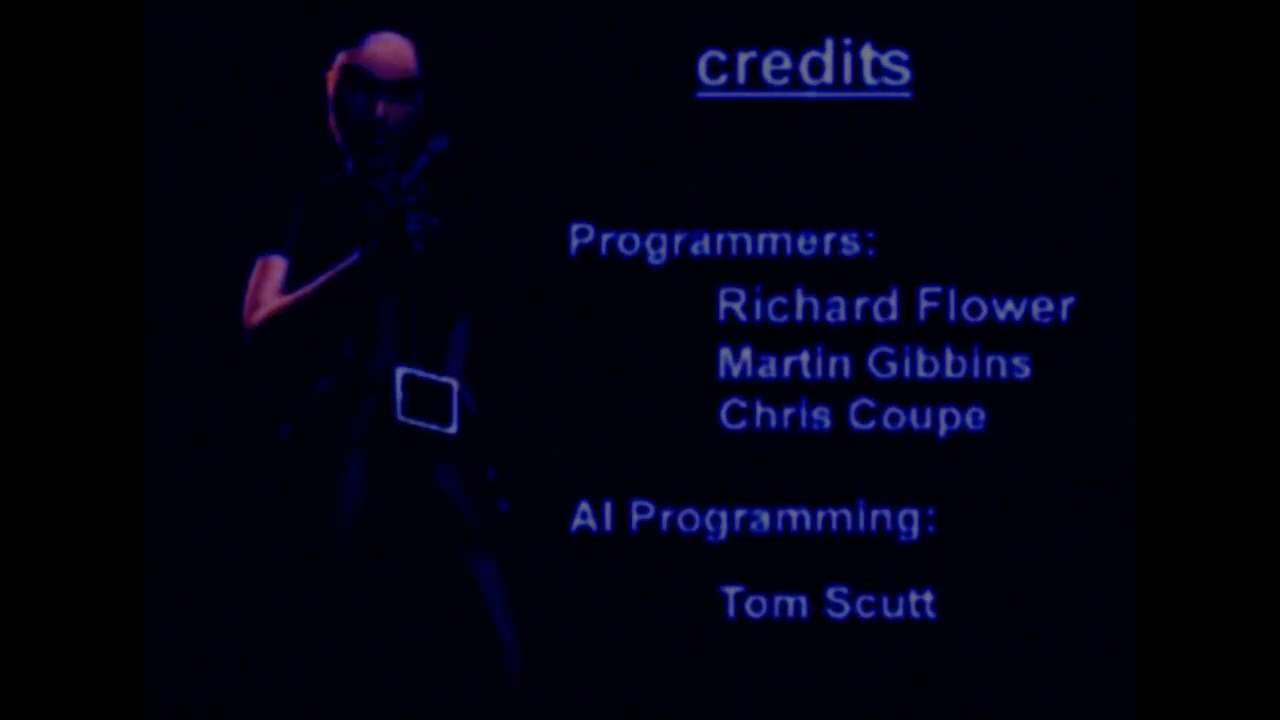 credits
Programmers:
Richard Flower
Martin Gibbins
Chris Coupe
AI Programming:
Tom Scutt